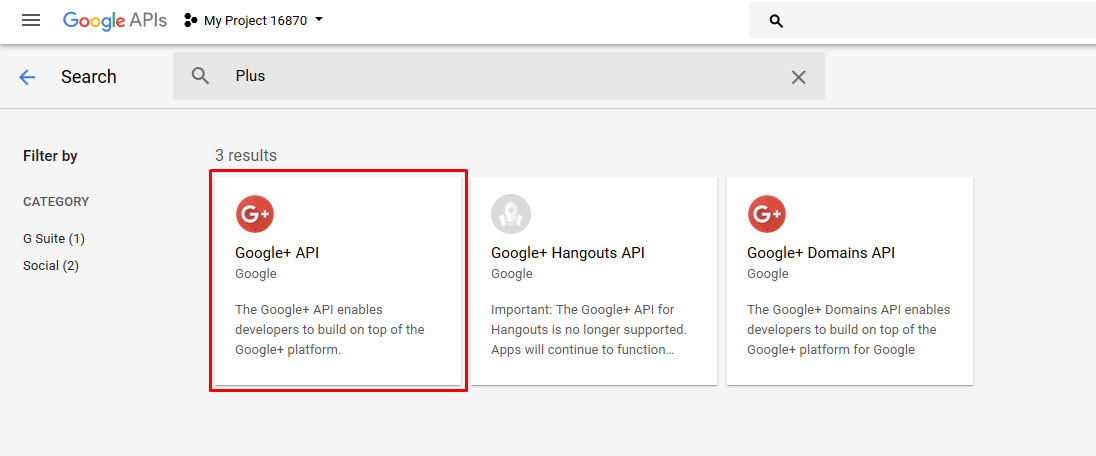 Google APIs My Project 16870
Search Plus
Filter by
3 results
CATEGORY
G Suite (1)
Social (2)
G+
Google+ API
Google
The Google+ API enables
developers to build on top of the
Google+ platform.
Google+ Hangouts API
Google
Important: The Google+ API for
Hangouts is no longer supported.
Apps will continue to function...
G+
Google+ Domains API
Google
The Google+ Domains API enables
developers to build on top of the
Google+ platform for Google